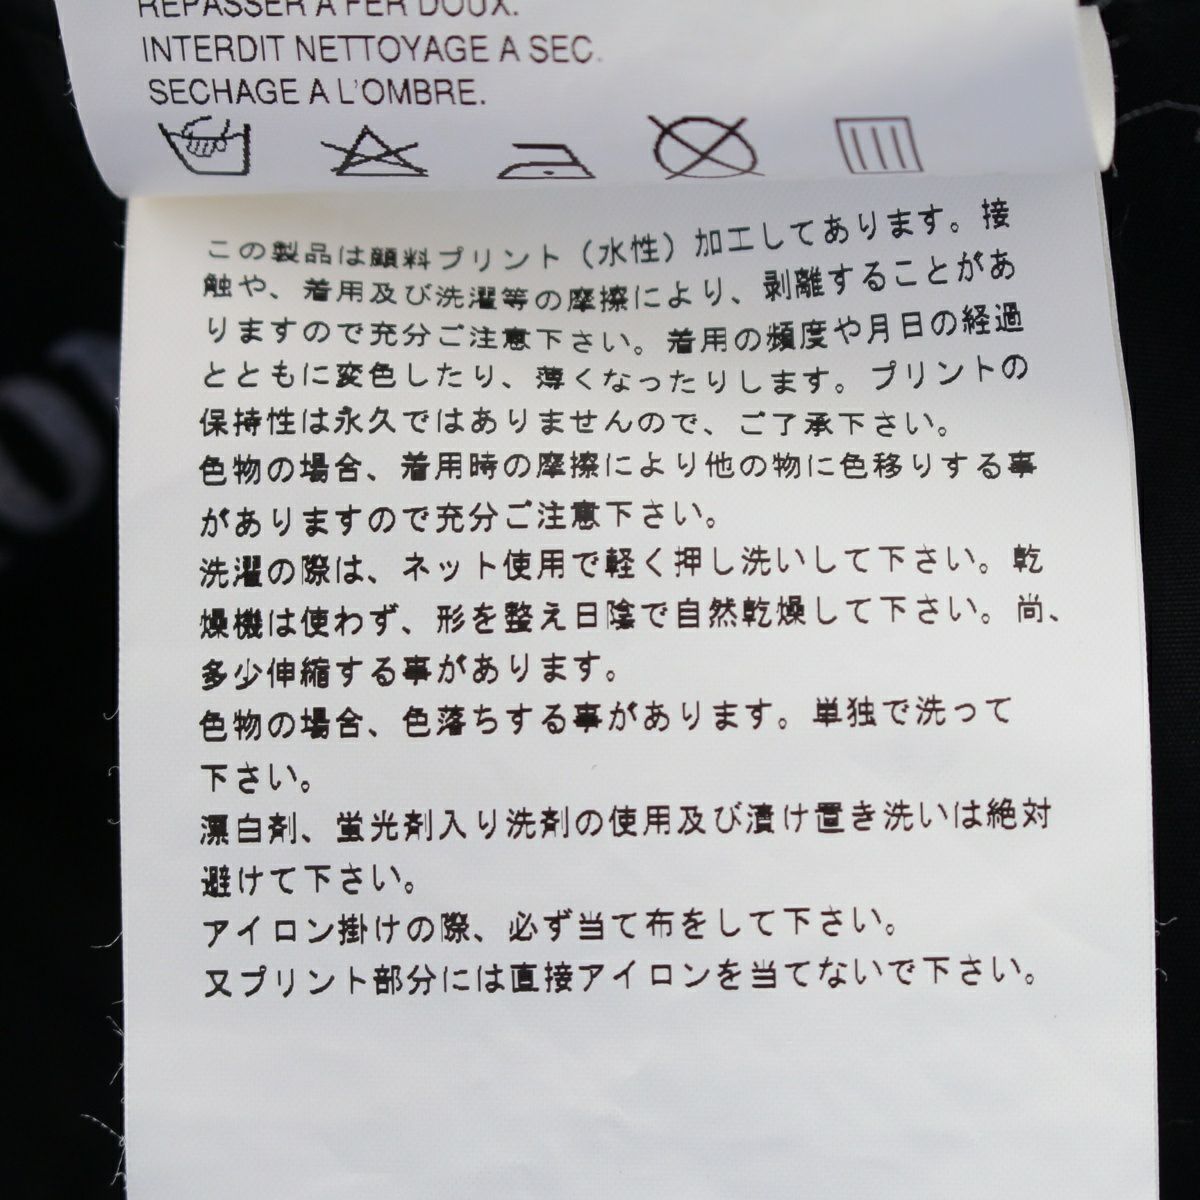 REPASSER A FER DOUX.
INTERDIT NETTOYAGE A SEC.
SECHAGE A L'OMBRE.
この製品は顔料プリント（水性）加工してあります。接
触や、着用及び洗濯等の摩擦により、剥離することがあ
りますので充分ご注意下さい。着用の頻度や月日の経過
とともに変色したり、薄くなったりします。プリントの
保持性は永久ではありませんので、ご了承下さい。
色物の場合、着用時の摩擦により他の物に色移りする事
がありますので充分ご注意下さい。
洗濯の際は、ネット使用で軽く押し洗いして下さい。乾
燥機は使わず、形を整え日陰で自然乾燥して下さい。尚、
多少伸縮する事があります。
色物の場合、色落ちする事があります。単独で洗って
下さい。
漂白剤、蛍光剤入り洗剤の使用及び漬け置き洗いは絶対
避けて下さい。
アイロン掛けの際、必ず当て布をして下さい。
又プリント部分には直接アイロンを当てないで下さい。